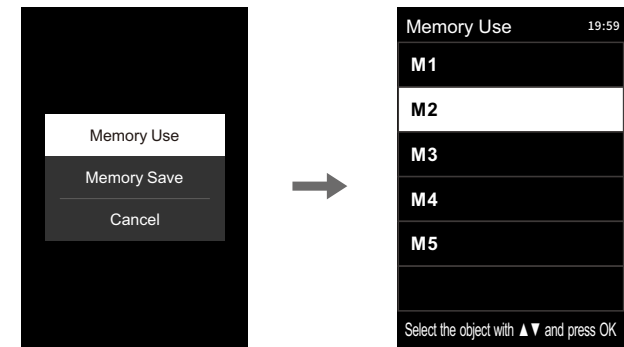 Memory Use
Memory Save
Cancel
Memory Use 19:59
M1
M2
M3
M4
M5
Select the object with ▲▼ and press OK